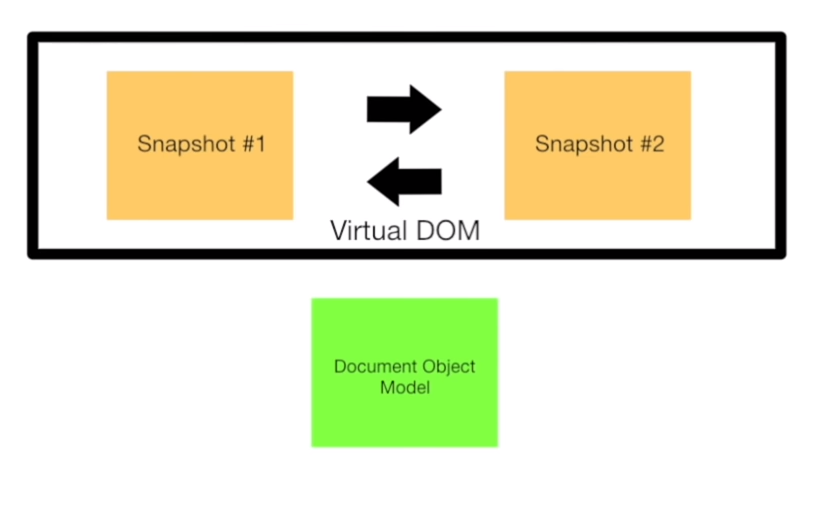 Snapshot #1
Snapshot #2
Virtual DOM
Document Object
Model